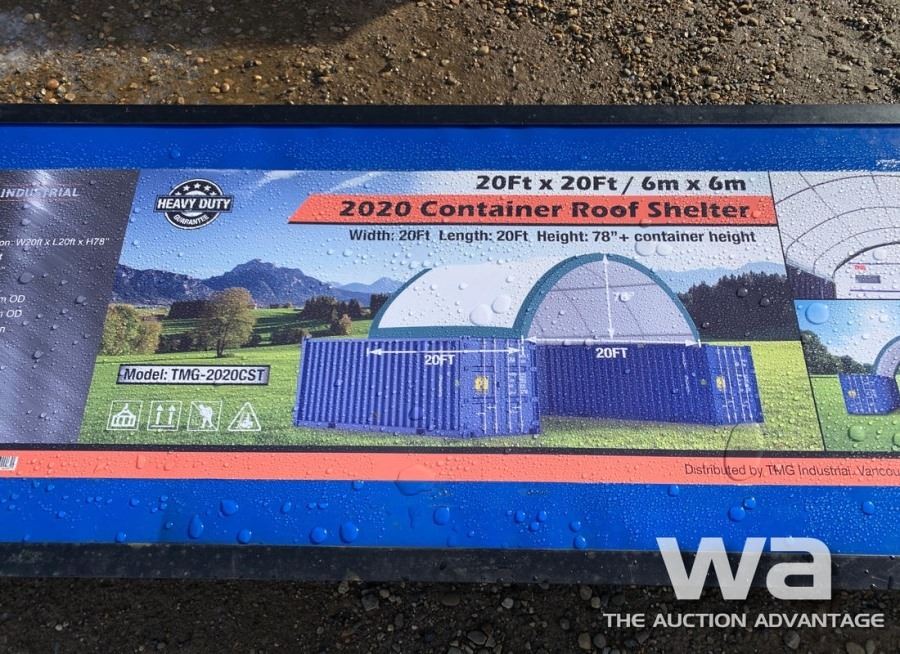 INDUSTRIAL
on: W20ft x L20ft x H78"
m OD
m OD
n
HEAVY DUTY
GUARANTEE
20Ft x 20Ft / 6m x 6m
2020 Container Roof Shelter
Width: 20Ft Length: 20Ft Height: 78"+ container height
20FT
20FT
Model: TMG-2020CST
Distributed by TMG Industrial, Vancou
wa
THE AUCTION ADVANTAGE